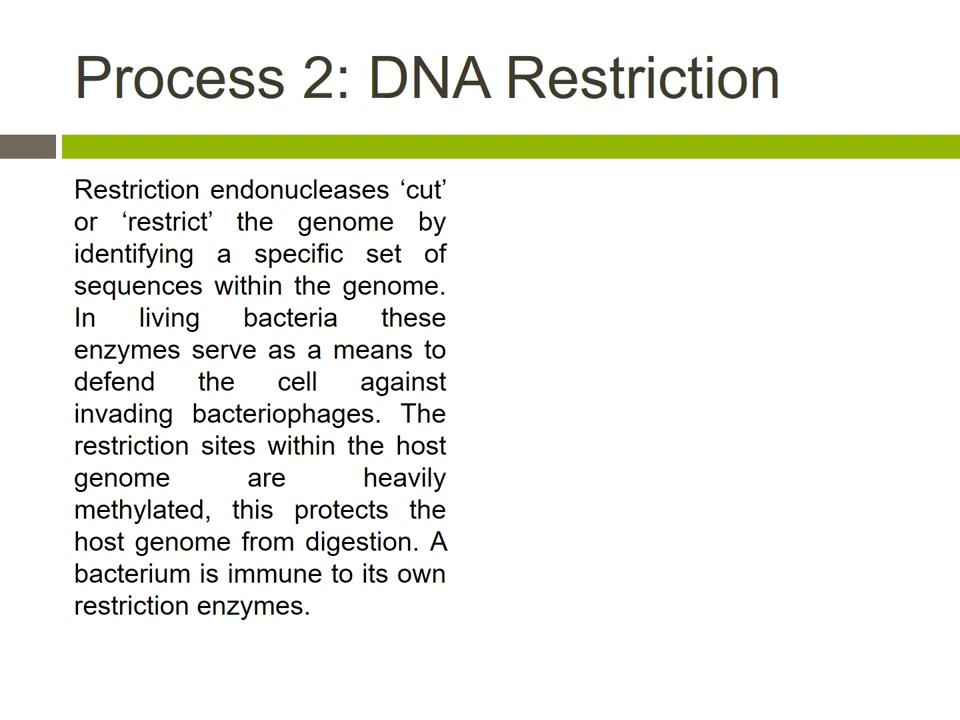 Process 2: DNA Restriction
Restriction endonucleases ‘cut’
or ‘restrict’ the genome by
identifying a specific set of
sequences within the genome.
In living bacteria these
enzymes serve as a means to
defend the cell against
invading bacteriophages. The
restriction sites within the host
genome are heavily
methylated, this protects the
host genome from digestion. A
bacterium is immune to its own
restriction enzymes.